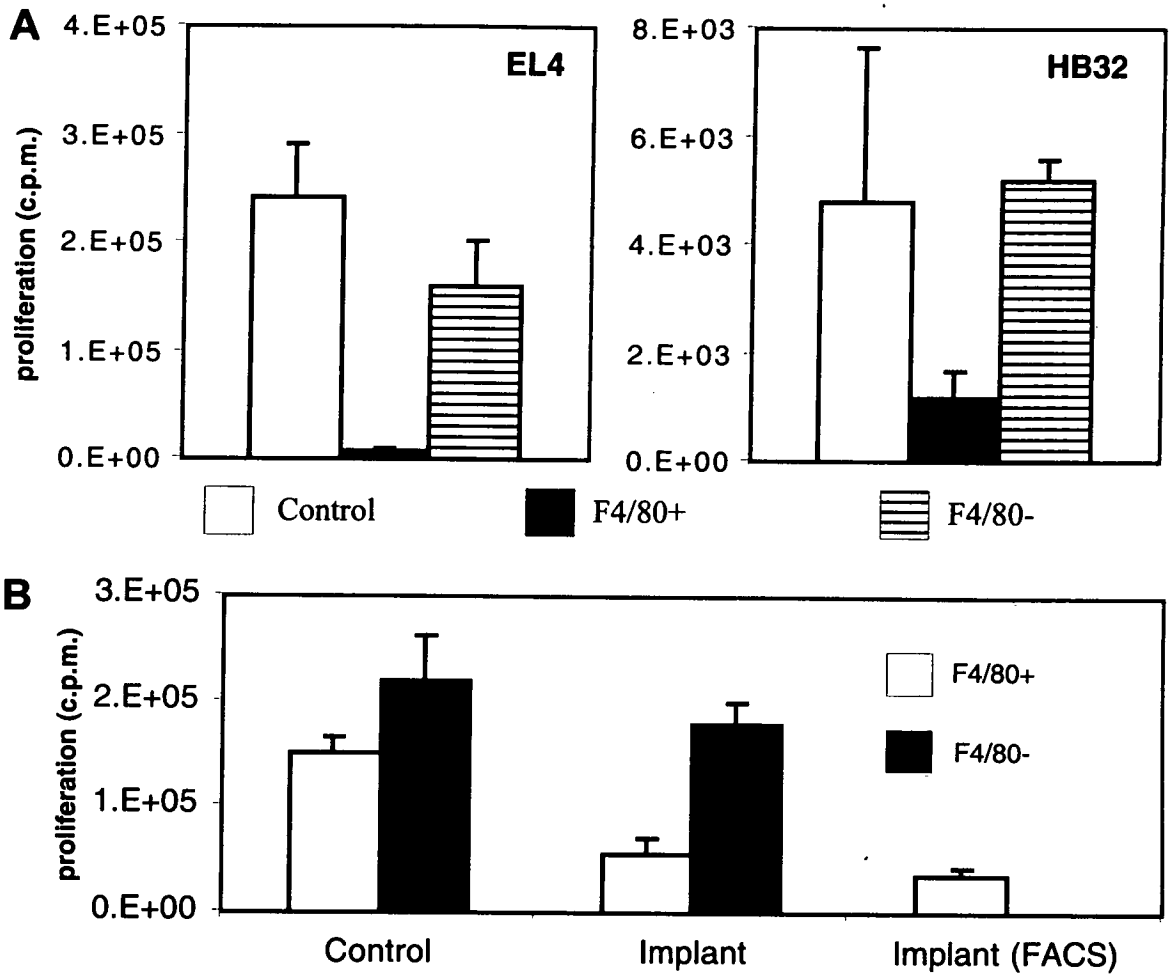 A
4.E+05
3.E+05
2.E+05
1.E+05
0.E+00
proliferation (c.p.m.)
EL4
8.E+03
6.E+03
4.E+03
2.E+03
0.E+00
HB32
Control
F4/80+
F4/80-
B
3.E+05
2.E+05
1.E+05
0.E+00
proliferation (c.p.m.)
F4/80+
F4/80-
Control
Implant
Implant (FACS)